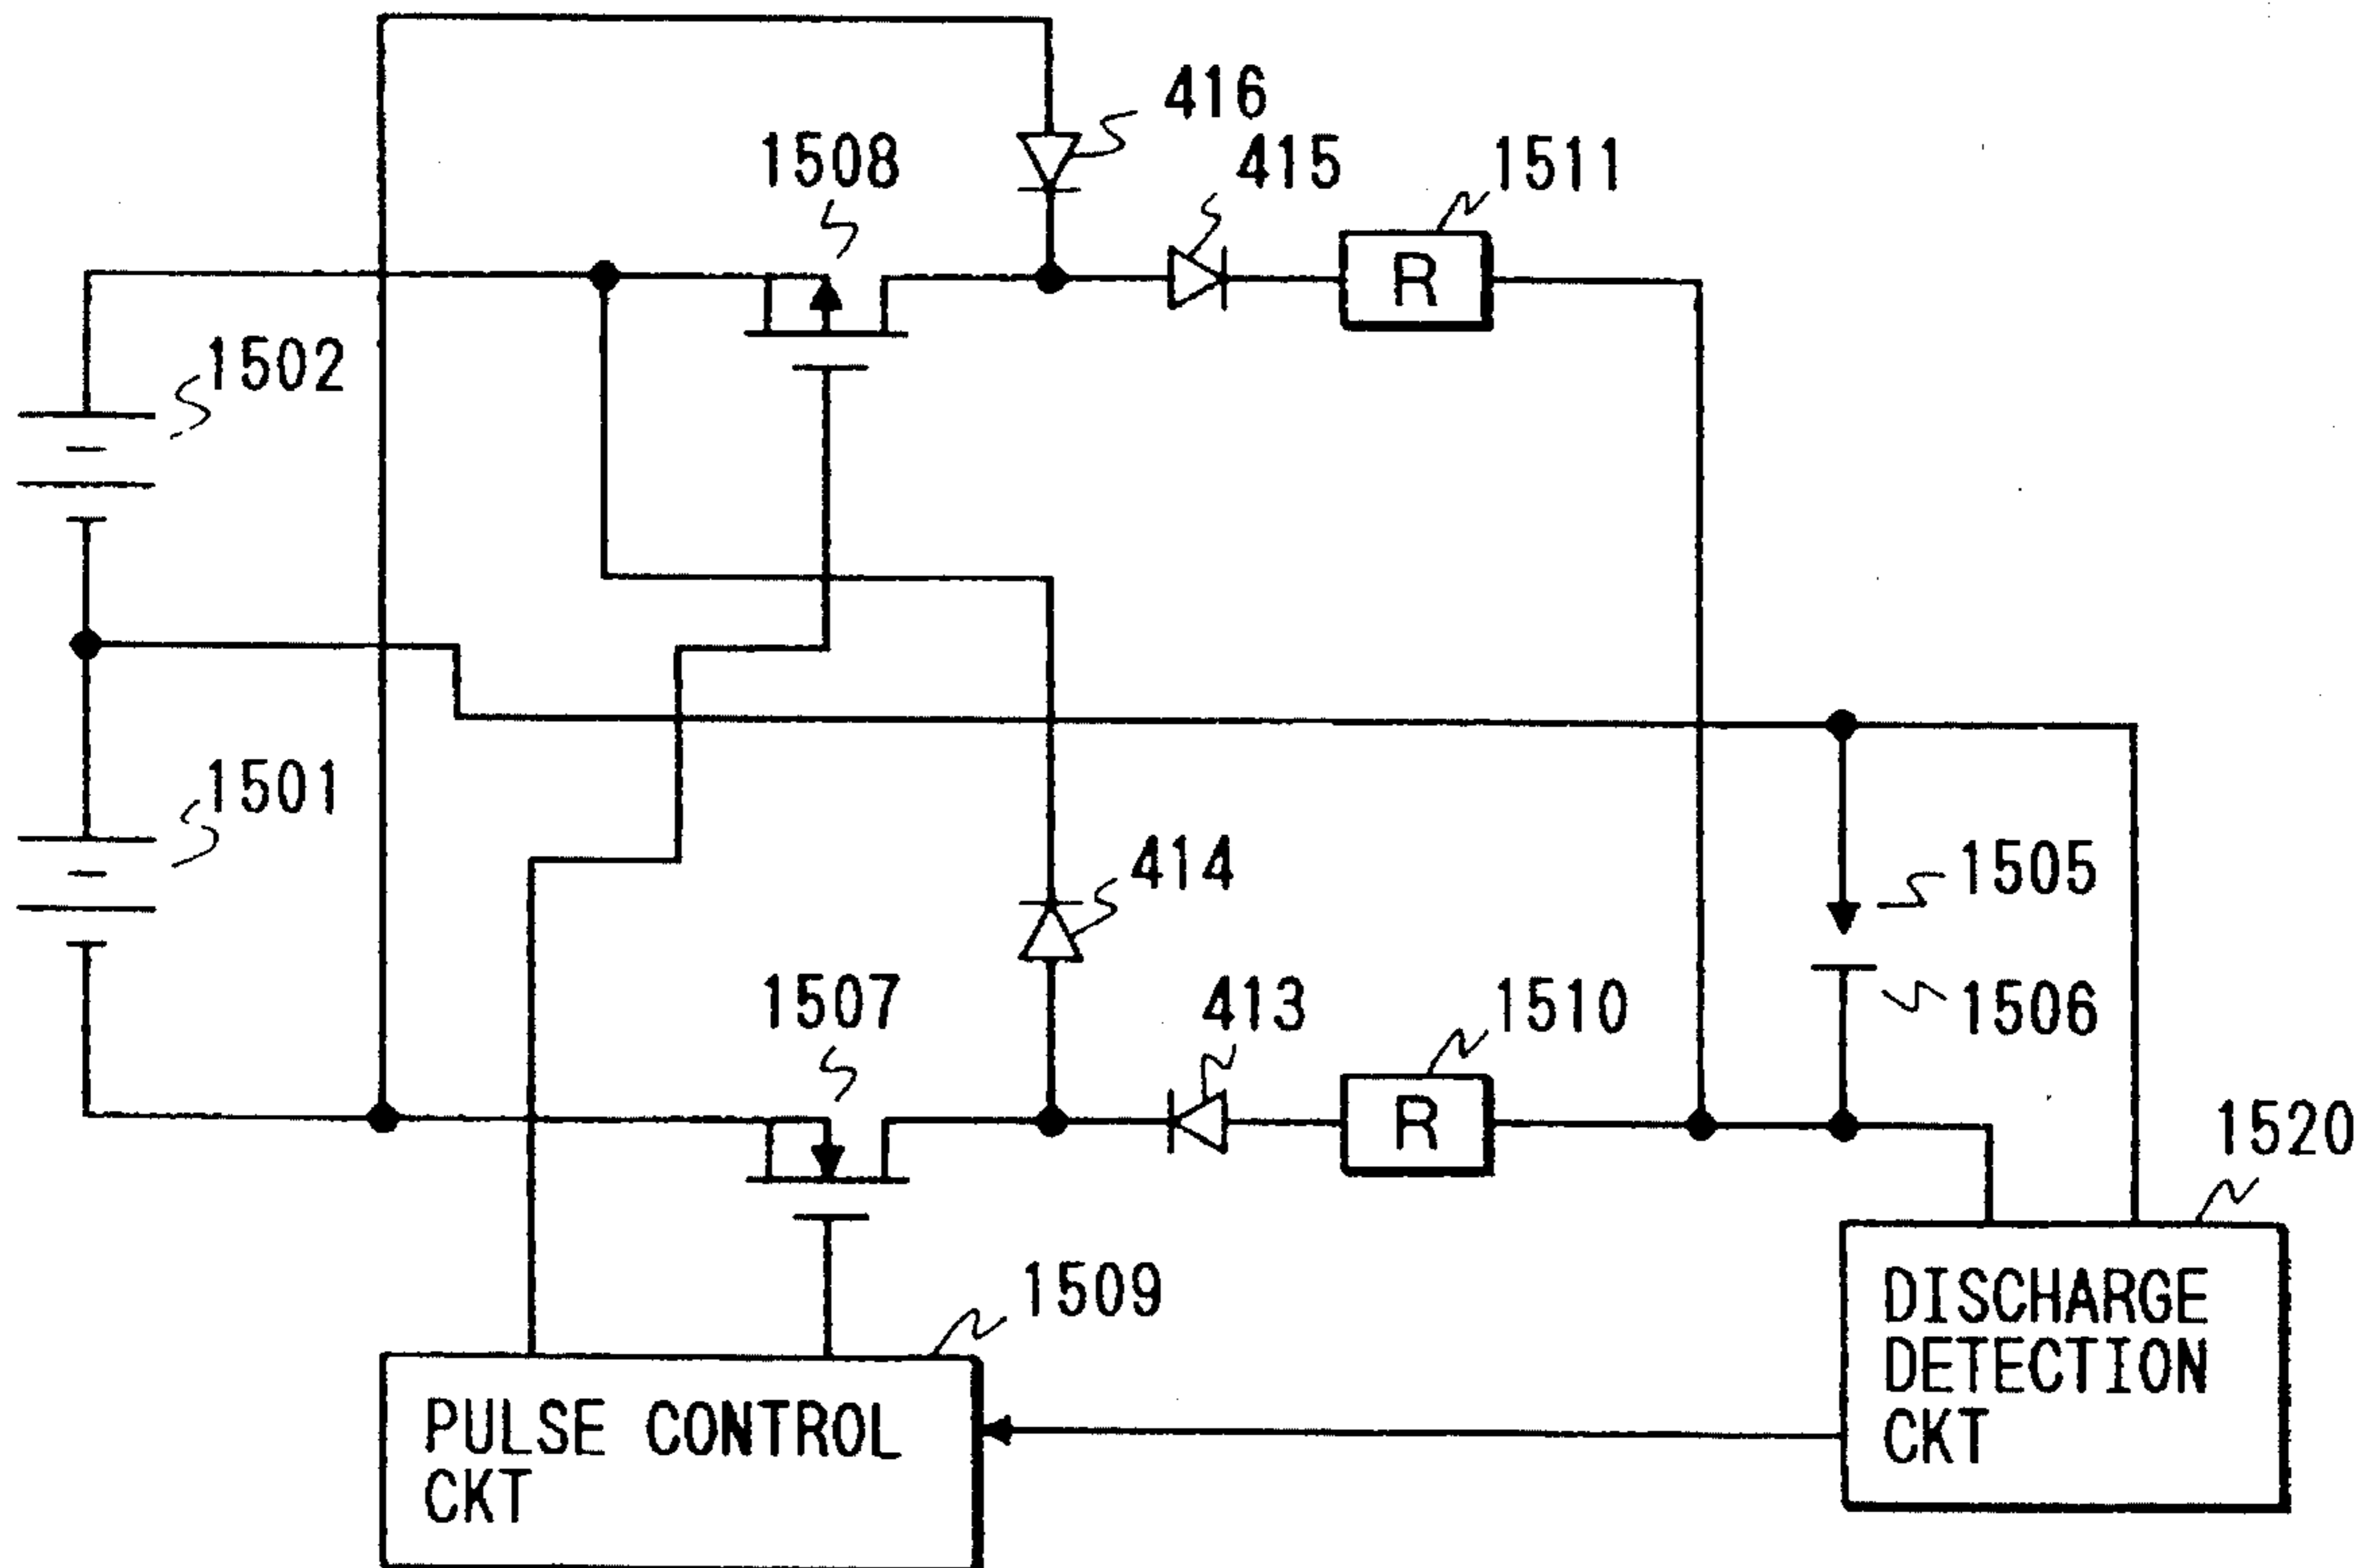 416
1508
415
1511
R
1502
1501
414
1505
1507
413
1510
1506
R
1520
1509
DISCHARGE
DETECTION
CKT
PULSE CONTROL
CKT